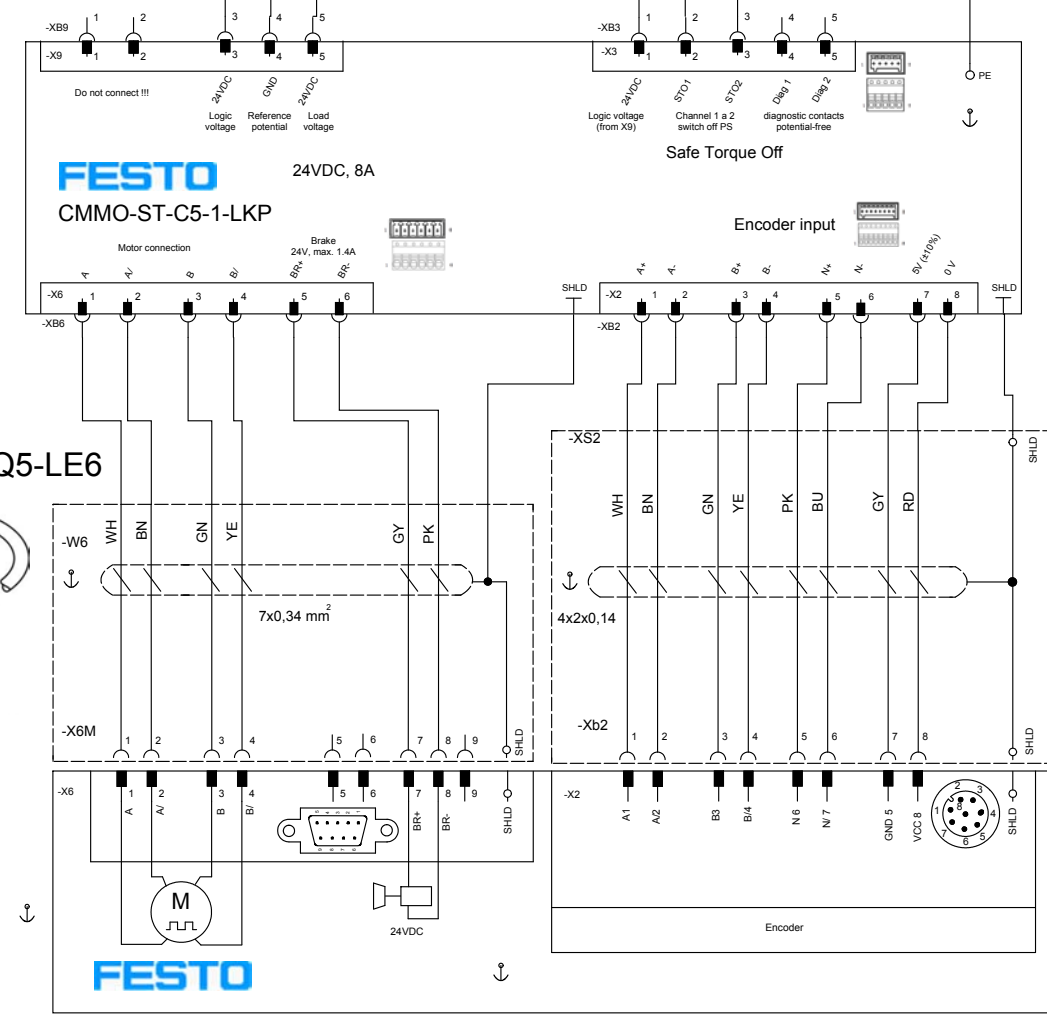 1 2 3 4 5
-XB9
-X9 1 2 3 4 5
Do not connect !!!
24VDC GND 24VDC
Logic voltage
Reference potential
Load voltage
1 2 3 4 5
-XB3
-X3 1 2 3 4 5
24VDC STO1 STO2 Diag 1 Diag 2
Logic voltage
(from X9)
Channel 1 a 2
switch off PS
diagnostic contacts
potential-free
PE
Safe Torque Off
FESTO
24VDC, 8A
CMMO-ST-C5-1-LKP
Encoder input
Motor connection
Brake
24V, max. 1.4A
A A/ B B/ BR+ BR-
-X6 1 2 3 4 5 6
-XB6
SHLD
A+ A- B+ B- N+ N- 5V (±10%) 0 V
-X2 1 2 3 4 5 6 7 8
-XB2
SHLD
Q5-LE6
-XS2
SHLD
-W6
WH BN GN YE GY PK
7x0,34 mm2
WH BN GN YE PK BU GY RD
4x2x0,14
-X6M
1 2 3 4 5 6 7 8 9
SHLD
-Xb2
1 2 3 4 5 6 7 8
SHLD
-X6
1 2 3 4 5 6 7 8 9
A A/ B B/ BR+ BR- SHLD
-X2
A1 A/2 B3 B/4 N 6 N/ 7 GND 5 VCC 8
1 2 3 4 5 6 7 8
SHLD
M
24VDC
Encoder
FESTO